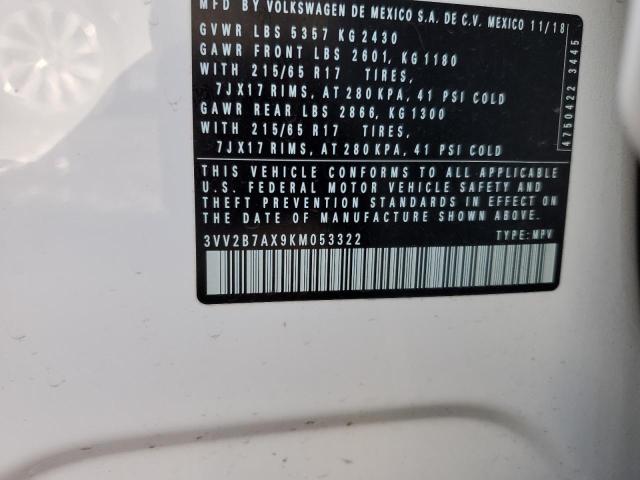 MFD BY VOLKSWAGEN DE MEXICO S.A. DE C.V. MEXICO 11/18
GVWR LBS 5357 KG 2430
GAWR FRONT LBS 2601, KG 1180
WITH 215/65 R17 TIRES,
7JX17 RIMS, AT 280 KPA, 41 PSI COLD
GAWR REAR LBS 2866, KG 1300
WITH 215/65 R17 TIRES,
7JX17 RIMS, AT 280 KPA, 41 PSI COLD
THIS VEHICLE CONFORMS TO ALL APPLICABLE
U.S. FEDERAL MOTOR VEHICLE SAFETY AND
THEFT PREVENTION STANDARDS IN EFFECT ON
THE DATE OF MANUFACTURE SHOWN ABOVE.
3VV2B7AX9KM053322 TYPE: MPV
4750422 3445